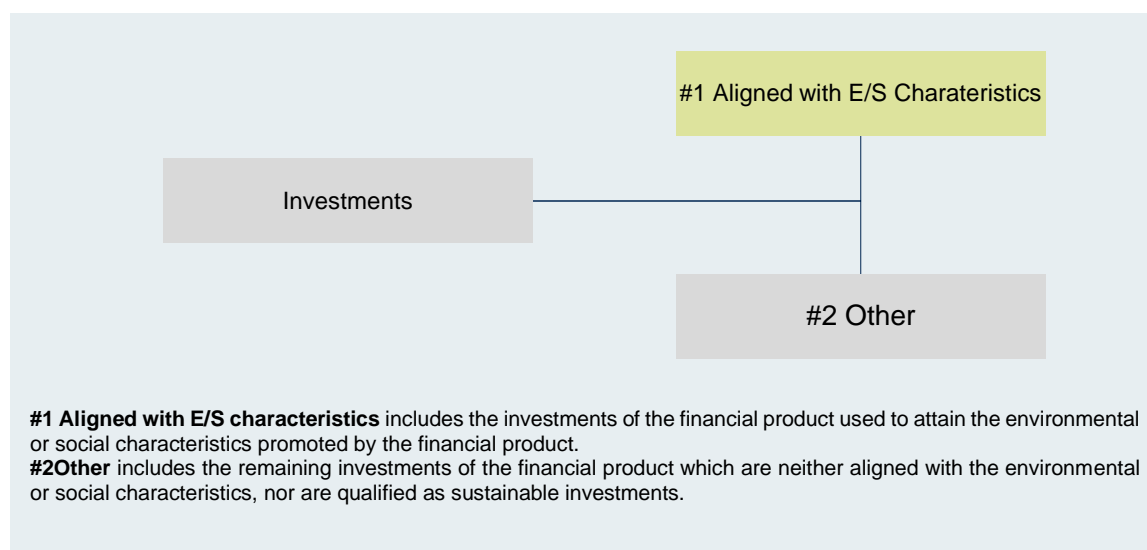 #1 Aligned with E/S Charateristics
Investments
#2 Other
#1 Aligned with E/S characteristics includes the investments of the financial product used to attain the environmental
or social characteristics promoted by the financial product.
#2Other includes the remaining investments of the financial product which are neither aligned with the environmental
or social characteristics, nor are qualified as sustainable investments.